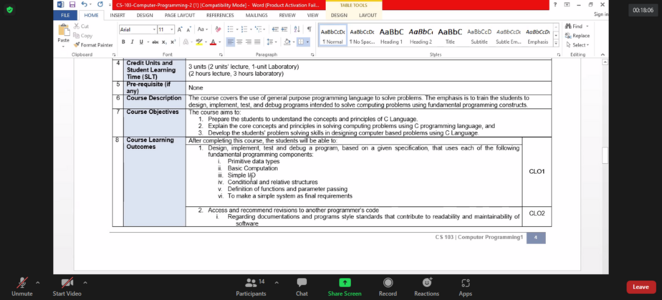 00:18:06
CS-103-Computer-Programming-2 [1] [Compatibility Mode] - Word (Product Activation Fail...
TABLE TOOLS
FILE HOME INSERT DESIGN PAGE LAYOUT REFERENCES MAILINGS REVIEW VIEW DESIGN LAYOUT Sign in
Paste
Cut
Copy
Format Painter
Clipboard
Arial 11
Font
Paragraph
AaBbCcDc AaBbCcDc AaBbC AaBbC AaBbC AaBbCcD AaBbCcDt AaBbCcDt
¶ Normal ¶ No Spac... Heading 1 Heading 2 Title Subtitle Subtle Em... Emphasis
Styles
Find
Replace
Select
Editing
4 Credit Units and Student Learning Time (SLT)
3 units (2 units' lecture, 1-unit Laboratory)
(2 hours lecture, 3 hours laboratory)
5 Pre-requisite (if any)
None
6 Course Description
The course covers the use of general purpose programming language to solve problems. The emphasis is to train the students to
design, implement, test, and debug programs intended to solve computing problems using fundamental programming constructs.
7 Course Objectives
The course aims to:
1. Prepare the students to understand the concepts and principles of C Language.
2. Explain the core concepts and principles in solving computing problems using C programming language, and
3. Develop the students' problem solving skills in designing computer based problems using C Language.
8 Course Learning Outcomes
After completing this course, the students will be able to:
1. Design, implement, test and debug a program, based on a given specification, that uses each of the following
fundamental programming components:
i. Primitive data types
ii. Basic Computation
iii. Simple I/O
iv. Conditional and relative structures
v. Definition of functions and parameter passing
vi. To make a simple system as final requirements
CLO1
2. Access and recommend revisions to another programmer's code
i. Regarding documentations and programs style standards that contribute to readability and maintainability of
software
CLO2
CS 103 | Computer Programming1 4
Unmute
Start Video
14
Participants
Chat
Share Screen
Record
Reactions
Apps
Leave